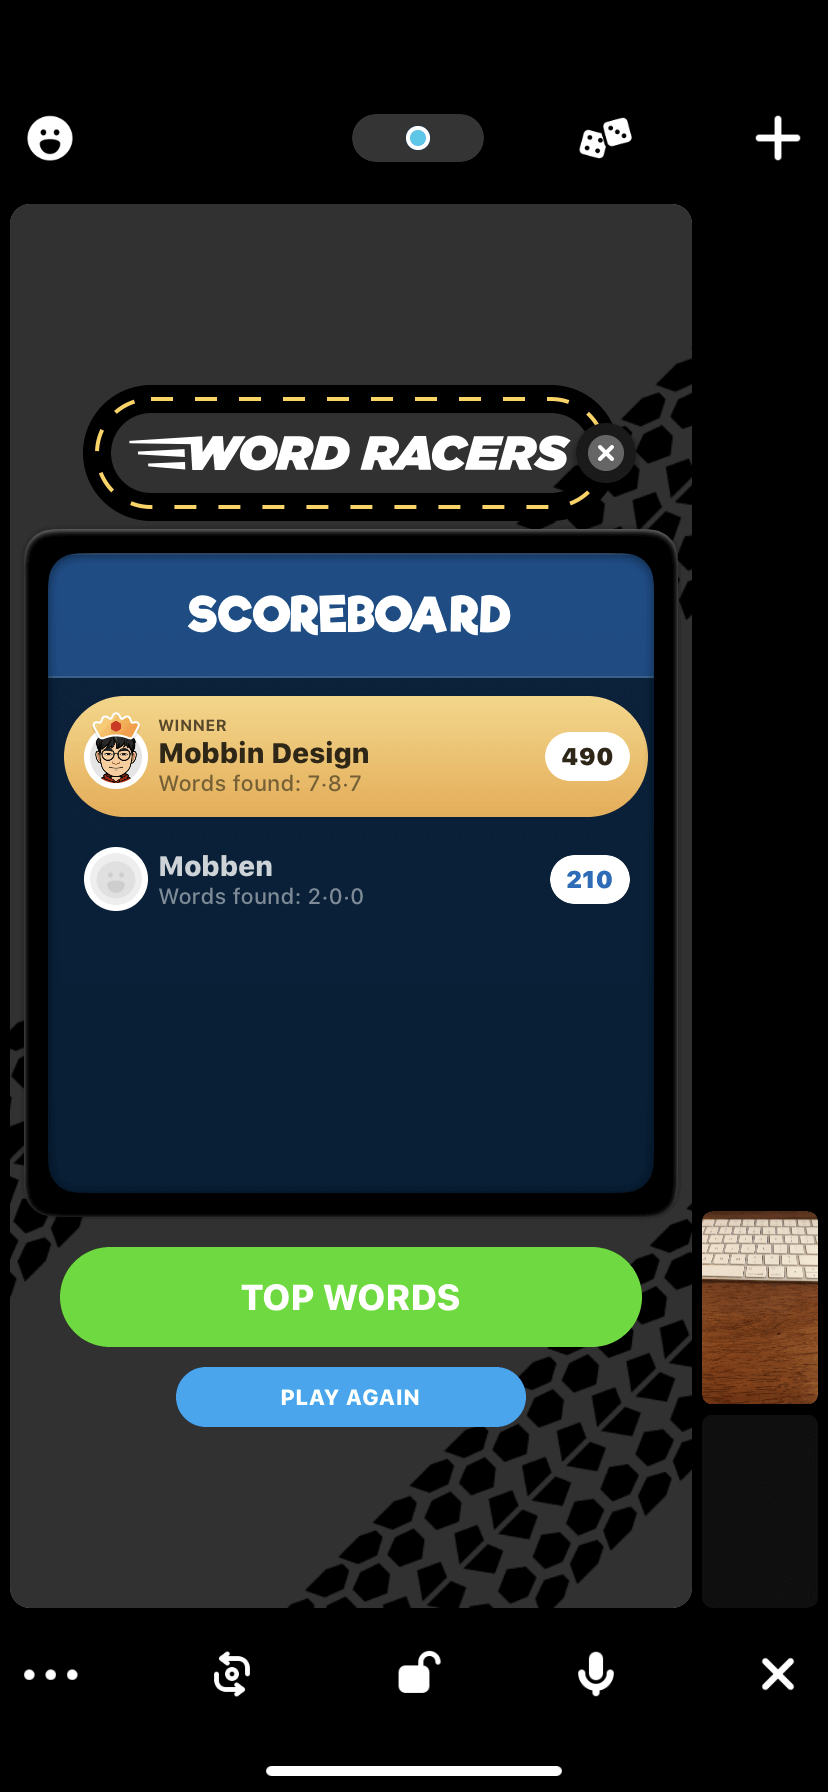 WORD RACERS
SCOREBOARD
WINNER
Mobbin Design
Words found: 7·8·7
490
Mobben
Words found: 2·0·0
210
TOP WORDS
PLAY AGAIN